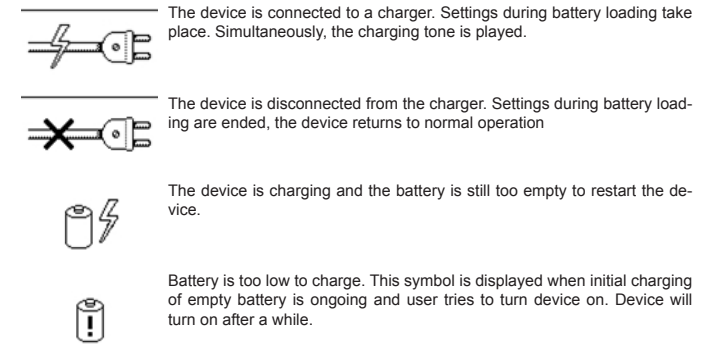 The device is connected to a charger. Settings during battery loading take
place. Simultaneously, the charging tone is played.
The device is disconnected from the charger. Settings during battery load-
ing are ended, the device returns to normal operation
The device is charging and the battery is still too empty to restart the de-
vice.
Battery is too low to charge. This symbol is displayed when initial charging
of empty battery is ongoing and user tries to turn device on. Device will
turn on after a while.